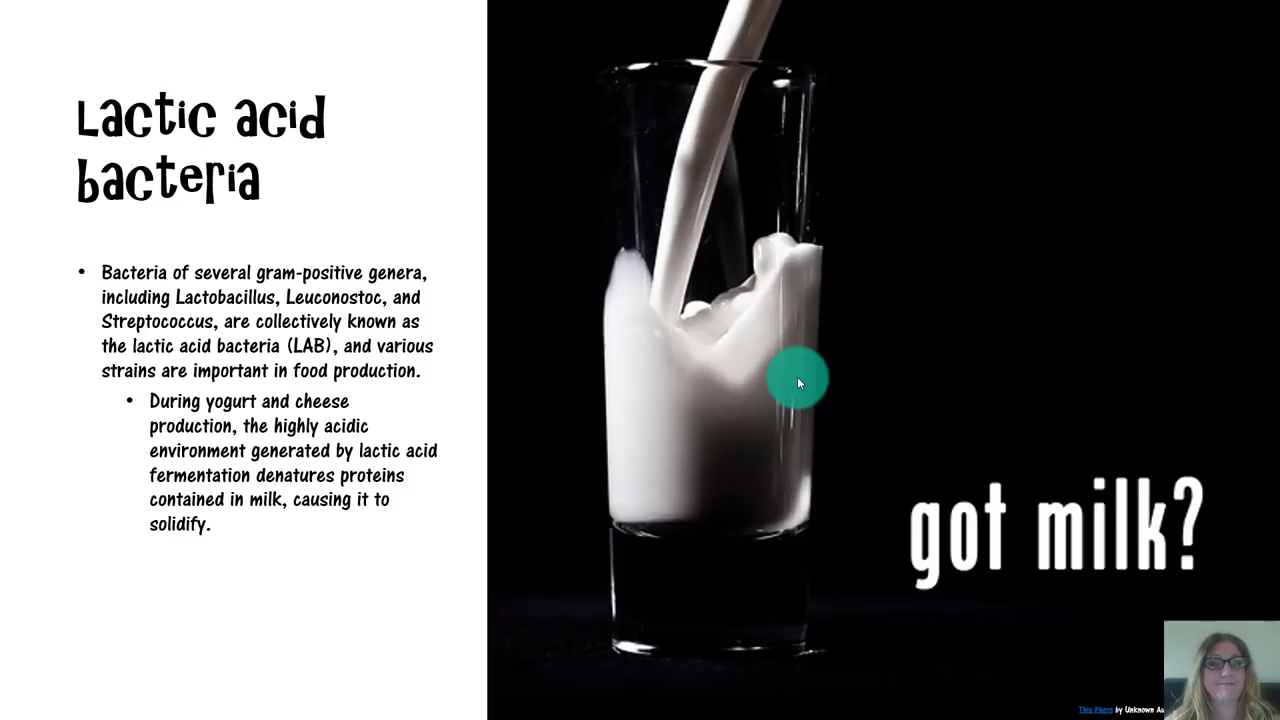 Lactic acid
bacteria
• Bacteria of several gram-positive genera,
including Lactobacillus, Leuconostoc, and
Streptococcus, are collectively known as
the lactic acid bacteria (LAB), and various
strains are important in food production.
• During yogurt and cheese
production, the highly acidic
environment generated by lactic acid
fermentation denatures proteins
contained in milk, causing it to
solidify.
got milk?
This Photo by Unknown